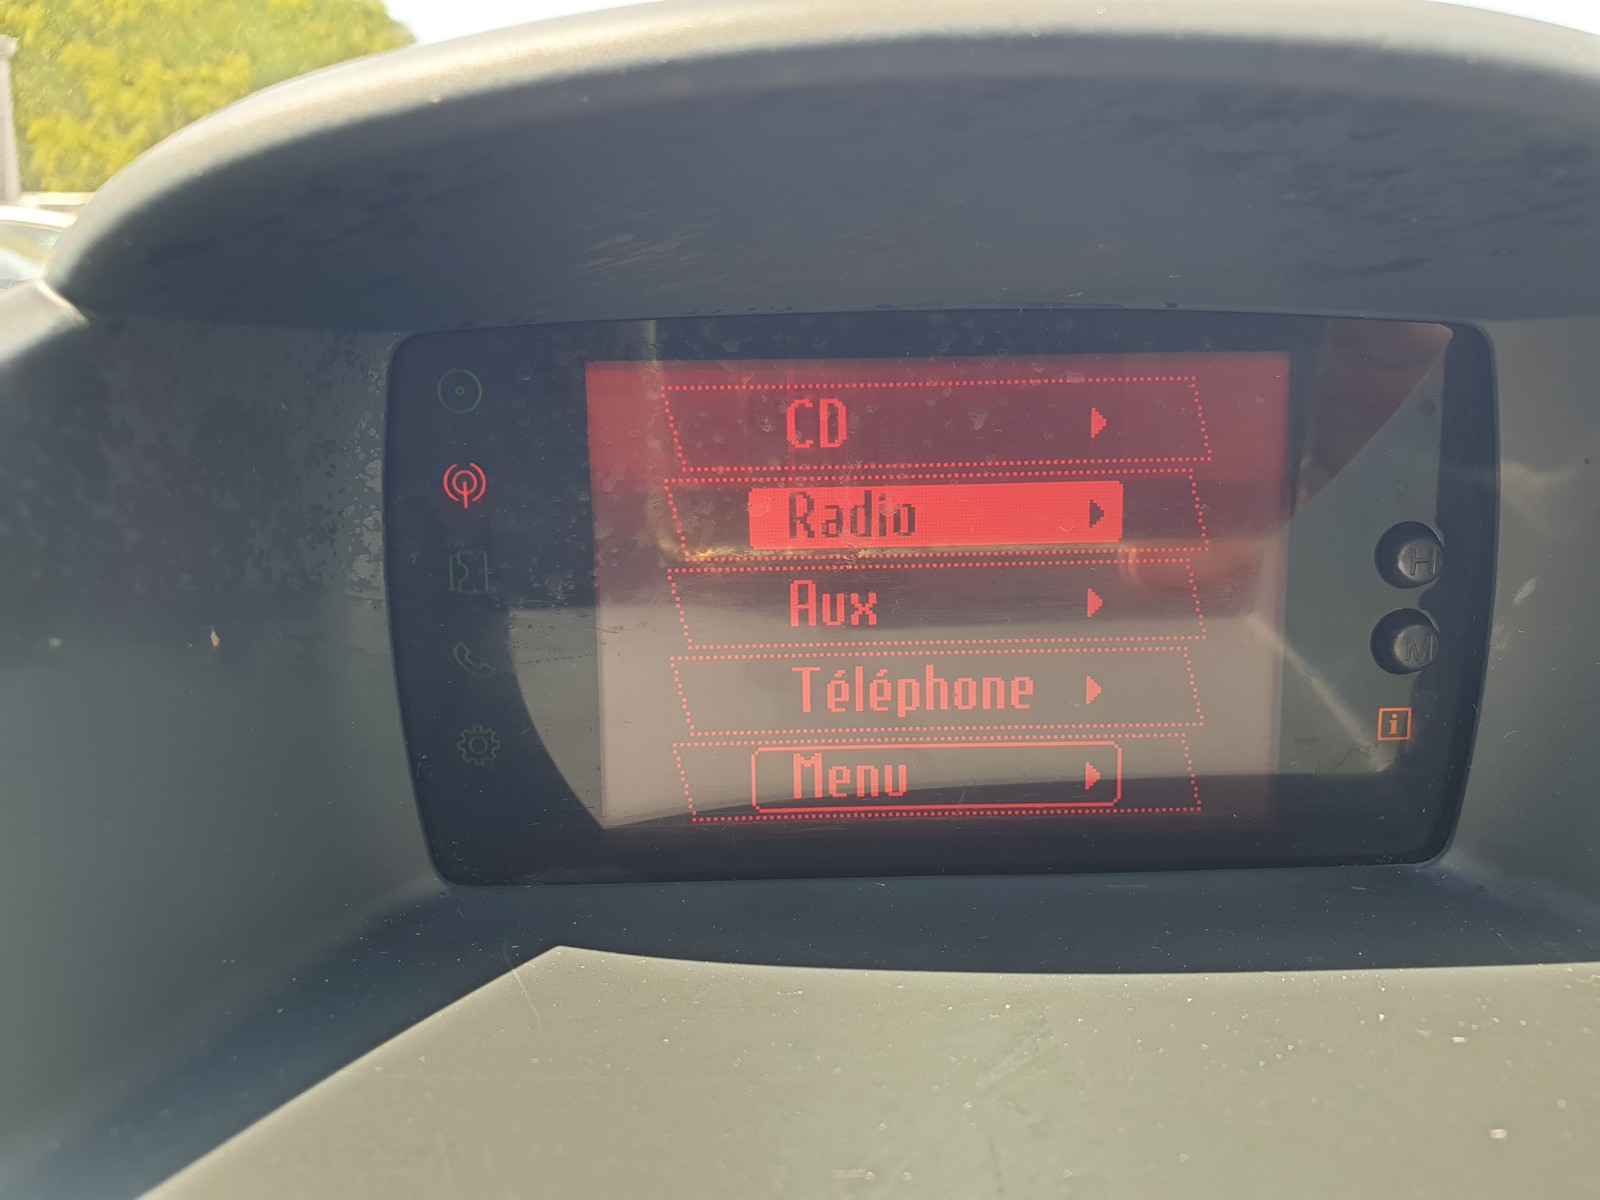 CD
Radio
Aux
Téléphone
Menu
H
M
i